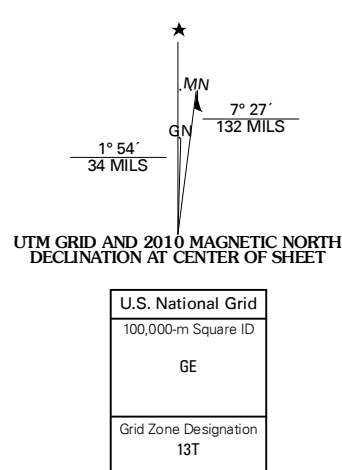 ★
MN
7° 27´
132 MILS
GN
1° 54´
34 MILS
UTM GRID AND 2010 MAGNETIC NORTH
DECLINATION AT CENTER OF SHEET
U.S. National Grid
100,000-m Square ID
GE
Grid Zone Designation
13T